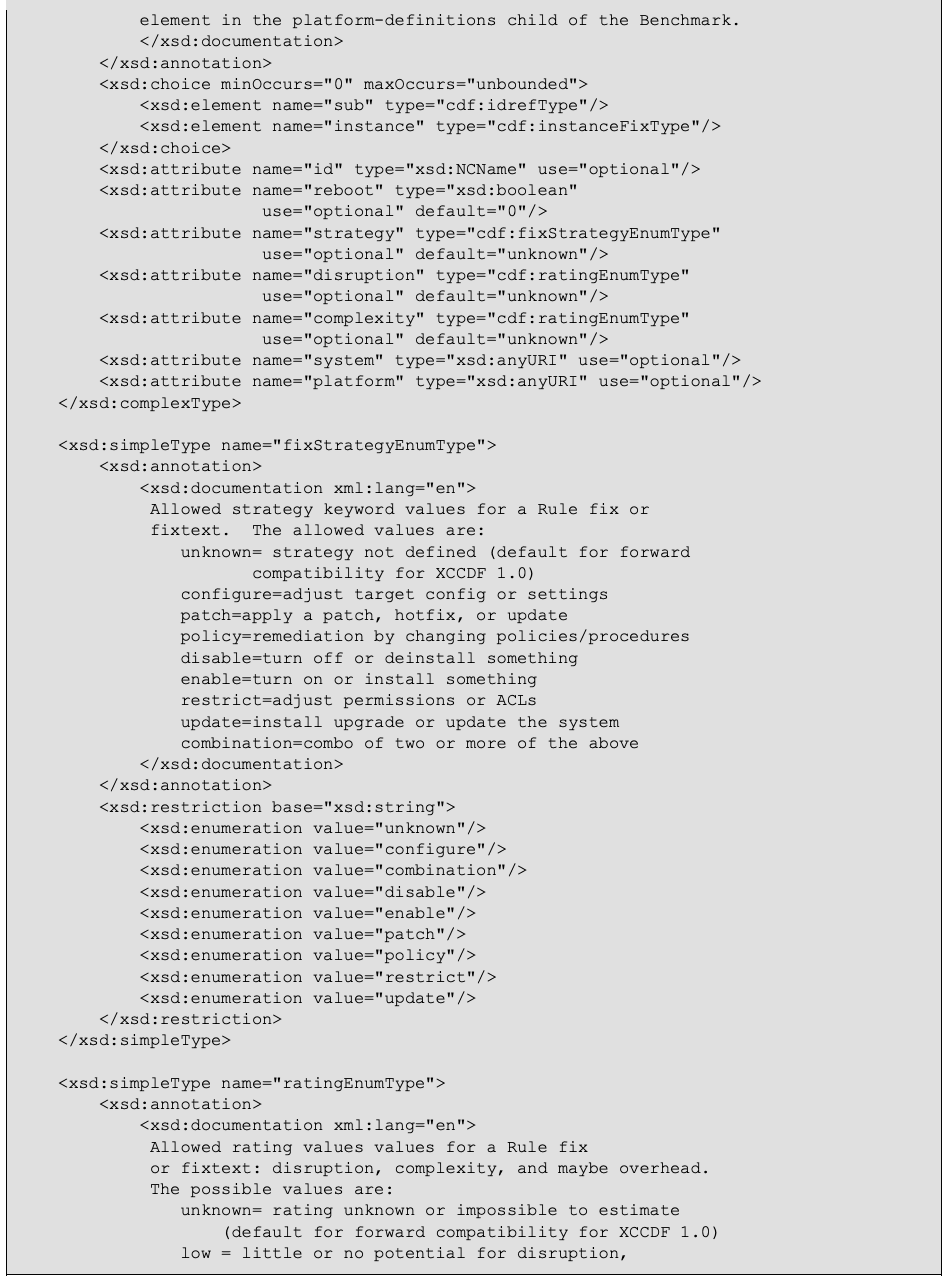 element in the platform-definitions child of the Benchmark.
</xsd:documentation>
</xsd:annotation>
<xsd:choice minOccurs="0" maxOccurs="unbounded">
<xsd:element name="sub" type="cdf:idrefType"/>
<xsd:element name="instance" type="cdf:instanceFixType"/>
</xsd:choice>
<xsd:attribute name="id" type="xsd:NCName" use="optional"/>
<xsd:attribute name="reboot" type="xsd:boolean"
use="optional" default="0"/>
<xsd:attribute name="strategy" type="cdf:fixStrategyEnumType"
use="optional" default="unknown"/>
<xsd:attribute name="disruption" type="cdf:ratingEnumType"
use="optional" default="unknown"/>
<xsd:attribute name="complexity" type="cdf:ratingEnumType"
use="optional" default="unknown"/>
<xsd:attribute name="system" type="xsd:anyURI" use="optional"/>
<xsd:attribute name="platform" type="xsd:anyURI" use="optional"/>
</xsd:complexType>
<xsd:simpleType name="fixStrategyEnumType">
<xsd:annotation>
<xsd:documentation xml:lang="en">
Allowed strategy keyword values for a Rule fix or
fixtext.  The allowed values are:
unknown= strategy not defined (default for forward
compatibility for XCCDF 1.0)
configure=adjust target config or settings
patch=apply a patch, hotfix, or update
policy=remediation by changing policies/procedures
disable=turn off or deinstall something
enable=turn on or install something
restrict=adjust permissions or ACLs
update=install upgrade or update the system
combination=combo of two or more of the above
</xsd:documentation>
</xsd:annotation>
<xsd:restriction base="xsd:string">
<xsd:enumeration value="unknown"/>
<xsd:enumeration value="configure"/>
<xsd:enumeration value="combination"/>
<xsd:enumeration value="disable"/>
<xsd:enumeration value="enable"/>
<xsd:enumeration value="patch"/>
<xsd:enumeration value="policy"/>
<xsd:enumeration value="restrict"/>
<xsd:enumeration value="update"/>
</xsd:restriction>
</xsd:simpleType>
<xsd:simpleType name="ratingEnumType">
<xsd:annotation>
<xsd:documentation xml:lang="en">
Allowed rating values values for a Rule fix
or fixtext: disruption, complexity, and maybe overhead.
The possible values are:
unknown= rating unknown or impossible to estimate
(default for forward compatibility for XCCDF 1.0)
low = little or no potential for disruption,